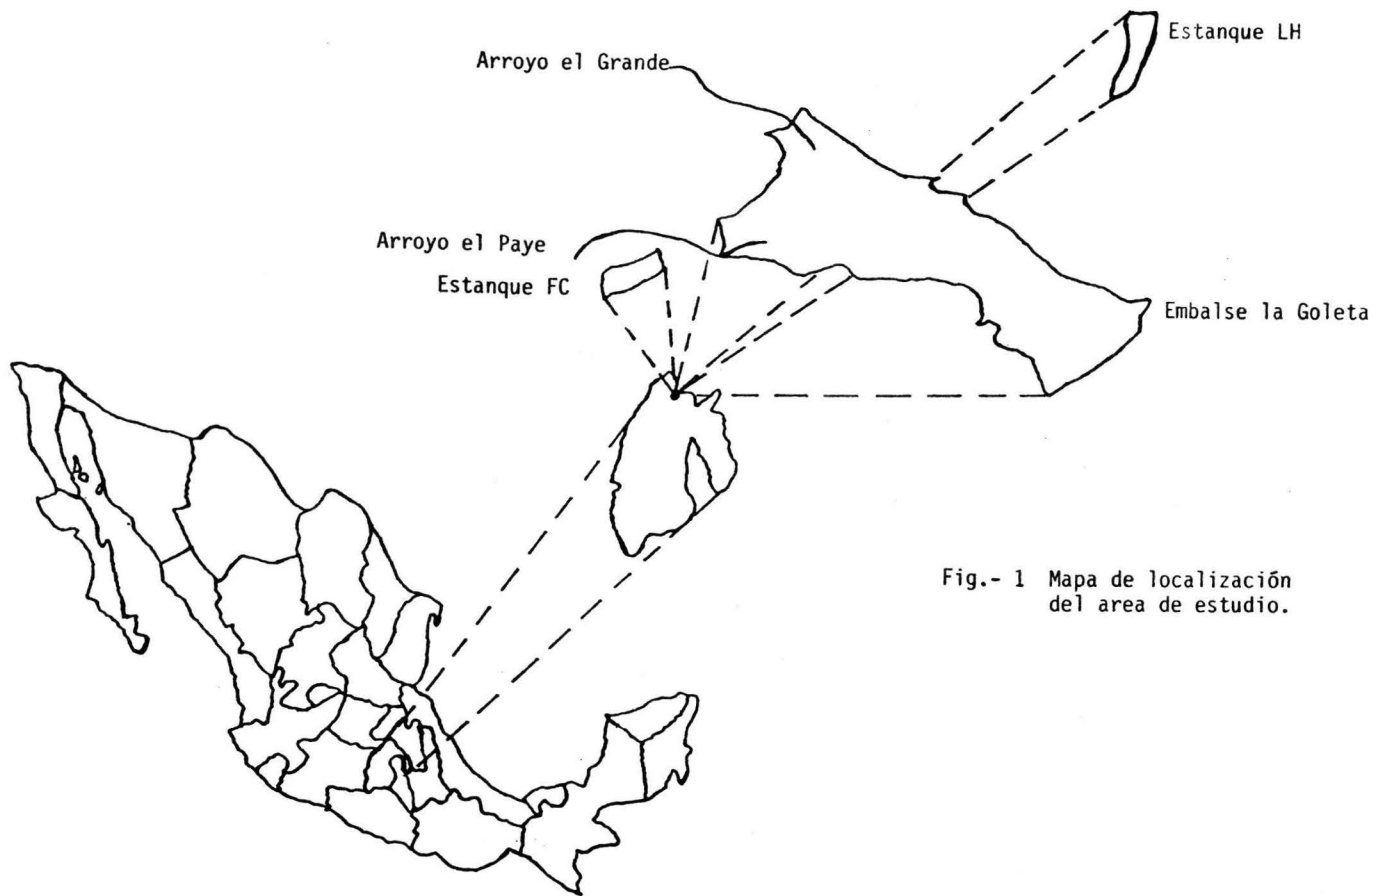 Estanque LH
Arroyo el Grande
Arroyo el Paye
Estanque FC
Embalse la Goleta
Fig.- 1 Mapa de localización
del area de estudio.